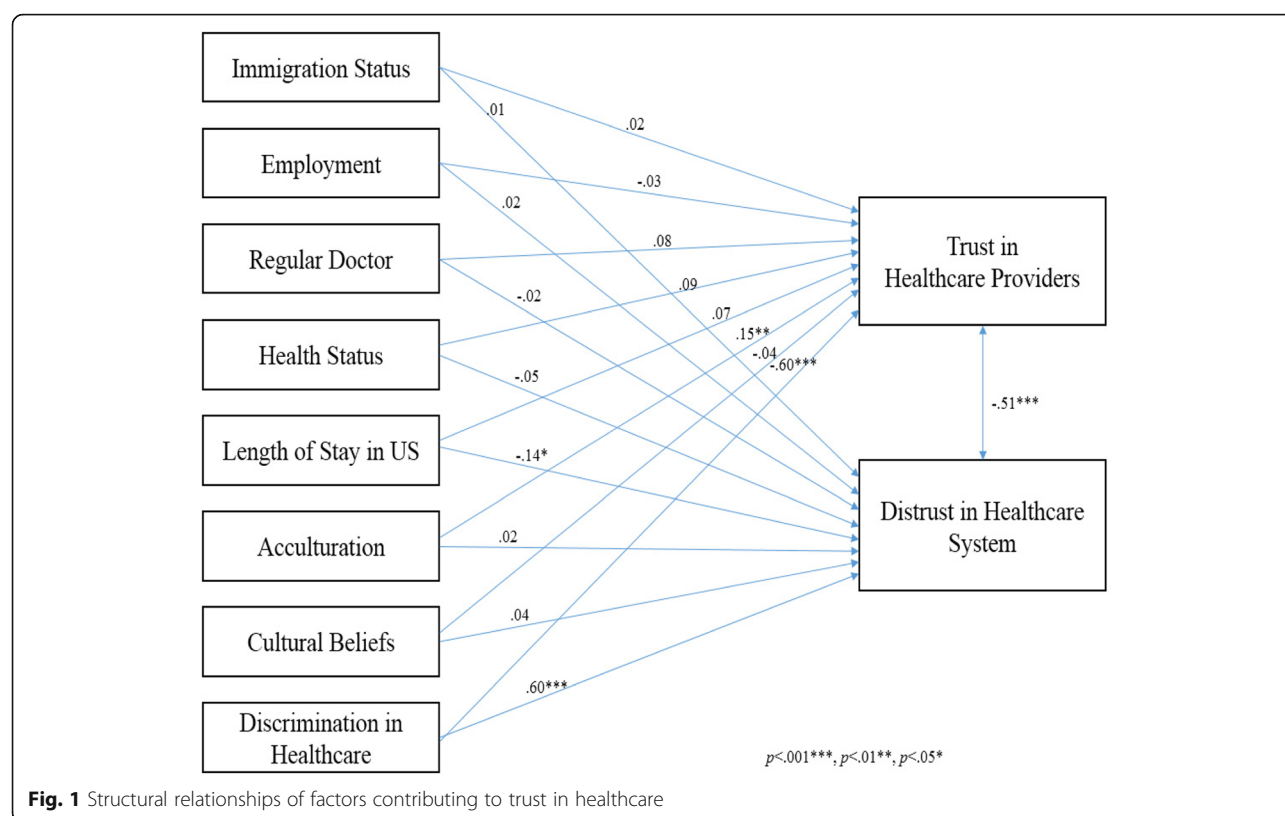 Immigration Status
Employment
Regular Doctor
Health Status
Length of Stay in US
Acculturation
Cultural Beliefs
Discrimination in
Healthcare
.01
.02
-.03
.02
.08
-.02
.09
.07
.15**
-.04
-.60***
-.05
-.14*
.02
.04
.60***
Trust in
Healthcare Providers
-.51***
Distrust in Healthcare
System
p<.001***, p<.01**, p<.05*
Fig. 1 Structural relationships of factors contributing to trust in healthcare